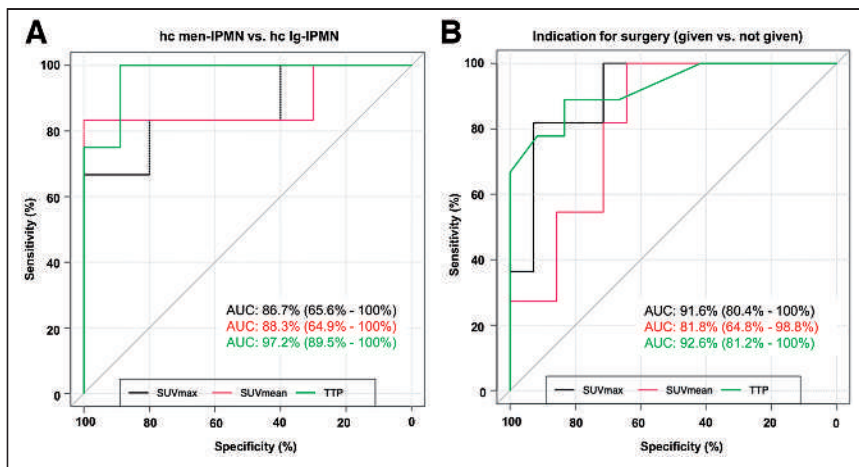 A
hc men-IPMN vs. hc lg-IPMN
100
80
60
40
20
0
Sensitivity (%)
AUC: 86.7% (65.6% - 100%)
AUC: 88.3% (64.9% - 100%)
AUC: 97.2% (89.5% - 100%)
SUVmax SUVmean TTP
100 80 60 40 20 0
Specificity (%)
B
Indication for surgery (given vs. not given)
100
80
60
40
20
0
Sensitivity (%)
AUC: 91.6% (80.4% - 100%)
AUC: 81.8% (64.8% - 98.8%)
AUC: 92.6% (81.2% - 100%)
SUVmax SUVmean TTP
100 80 60 40 20 0
Specificity (%)